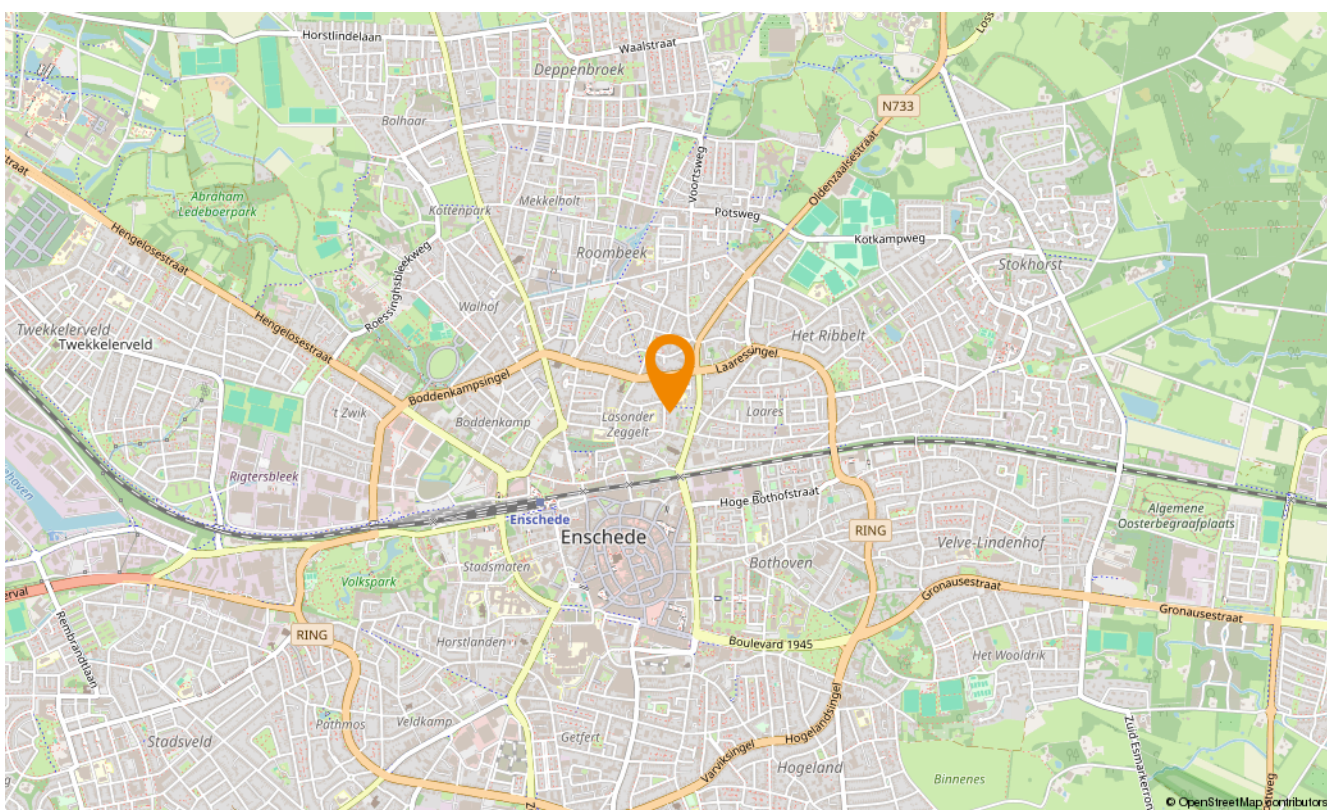 Horstlindelaan
Waalstraat
Deppenbroek
N733
Bolhaar
Voortsweg
Oldenzaalsestraat
Abraham
Ledeboerpark
Mekkelbolt
Kottenpark
Potsweg
Kotkampweg
Hengelosestraat
Roombeek
Stokhorst
Roessinghsbleekweg
Walhof
Twekkelerveld
Twekkelerveld
Hengelosestraat
Het Ribbelt
Laaressingel
Boddenkampsingel
't Zwik
Boddenkamp
Lasonder
Zeggelt
Laares
Rigtersbleek
Hoge Bothofstraat
Enschede
Enschede
Algemene
Oosterbegraafplaats
RING
Velve-Lindenhof
Volkspark
Stadsmaten
Bothoven
Gronausestraat
Gronausestraat
Rembrandtlaan
RING
Horstlanden
Boulevard 1945
Het Wooldrik
Hogelandsingel
Pathmos
Veldkamp
Stadsveld
Getfert
Varviksingel
Hogeland
Binnenes
© OpenStreetMap contributors